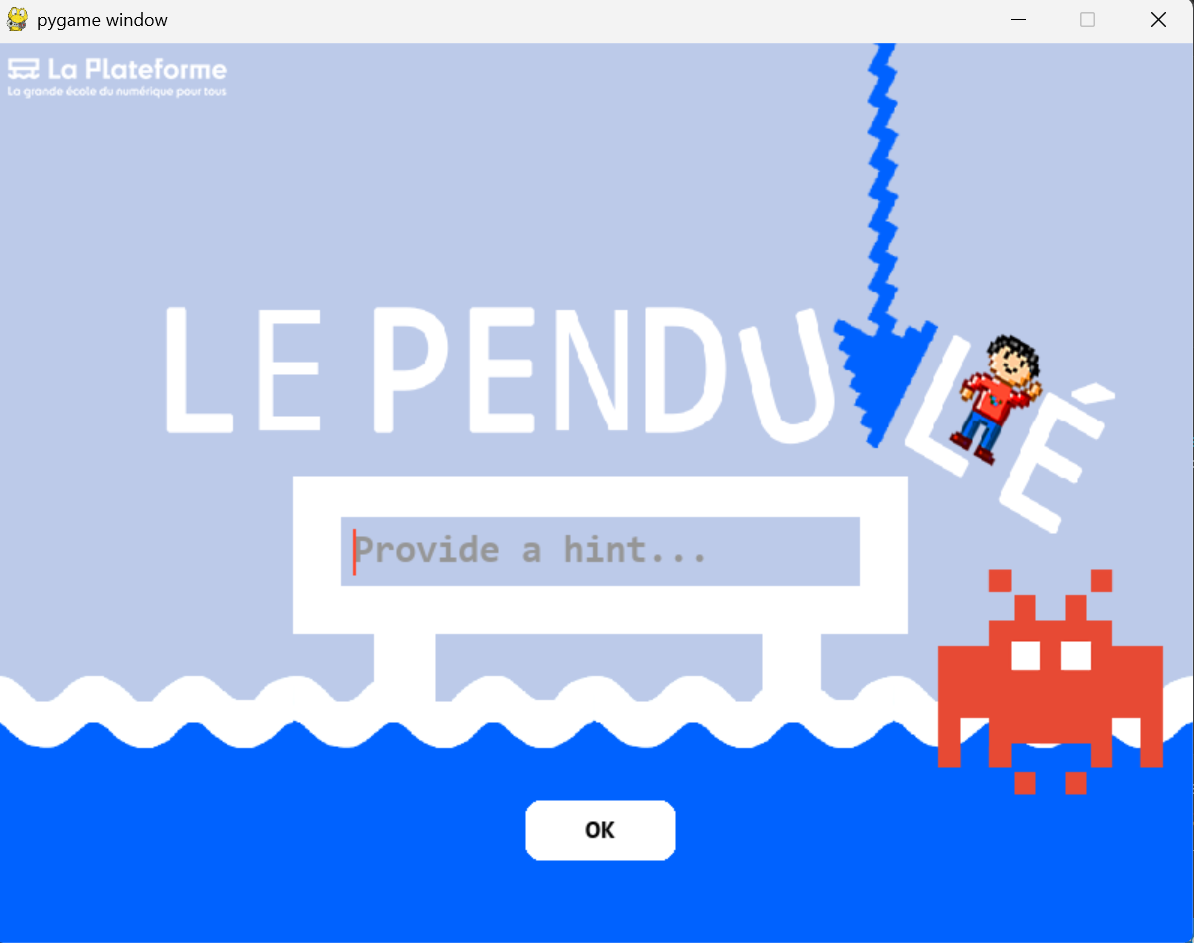 pygame window
La Plateforme
La grande école du numérique pour tous
LE PENDULÉ
Provide a hint...
OK